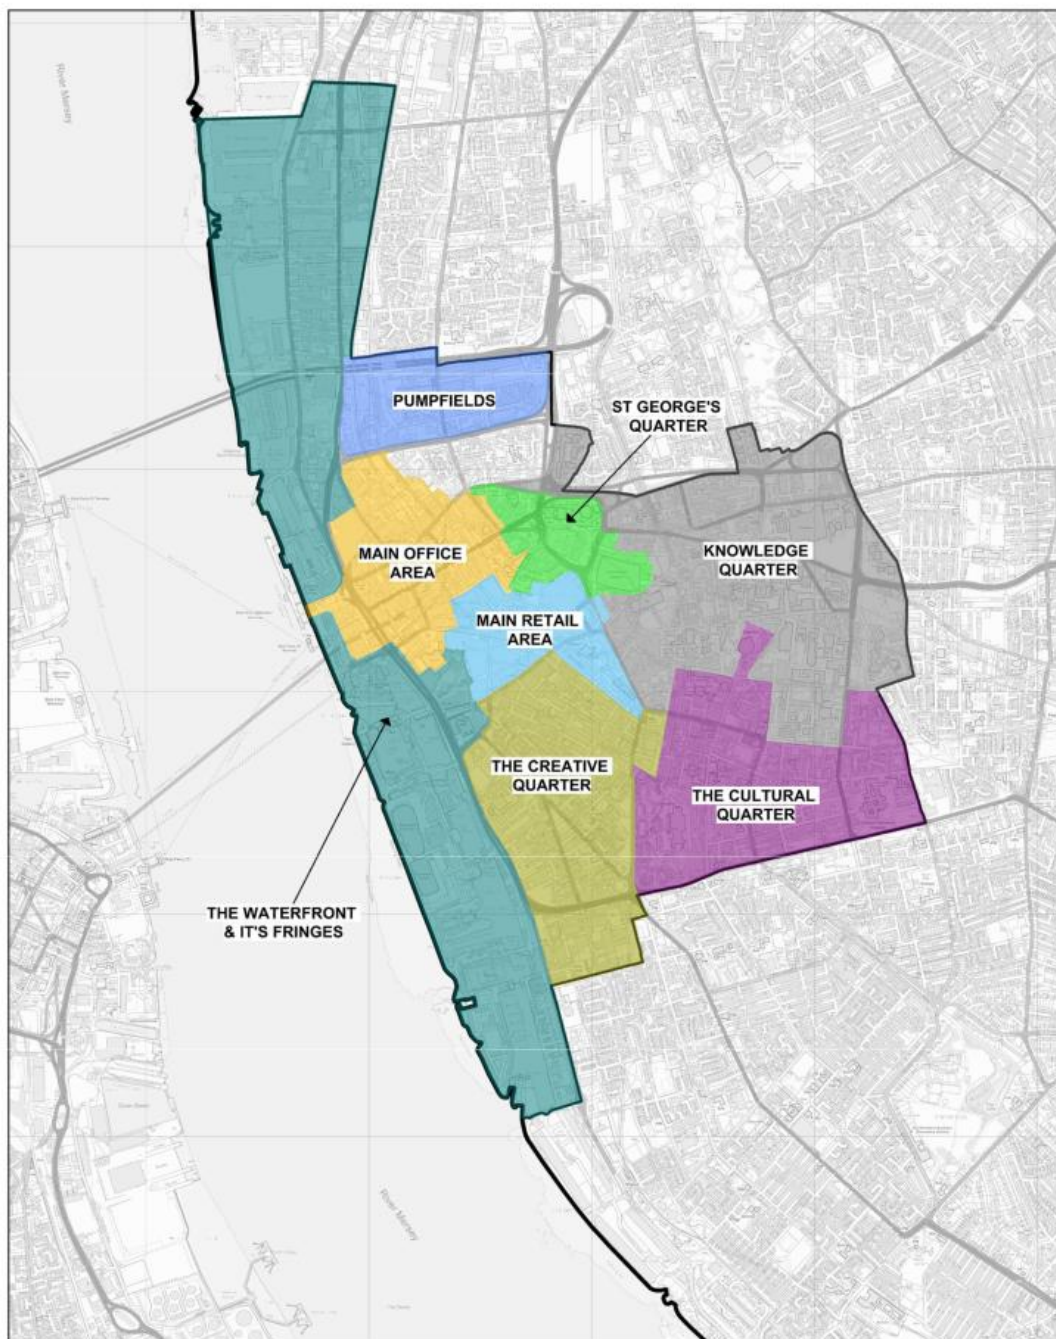 River Mersey
PUMPFIELDS
ST GEORGE'S
QUARTER
MAIN OFFICE
AREA
KNOWLEDGE
QUARTER
MAIN RETAIL
AREA
THE CREATIVE
QUARTER
THE CULTURAL
QUARTER
THE WATERFRONT
& IT'S FRINGES
River Mersey